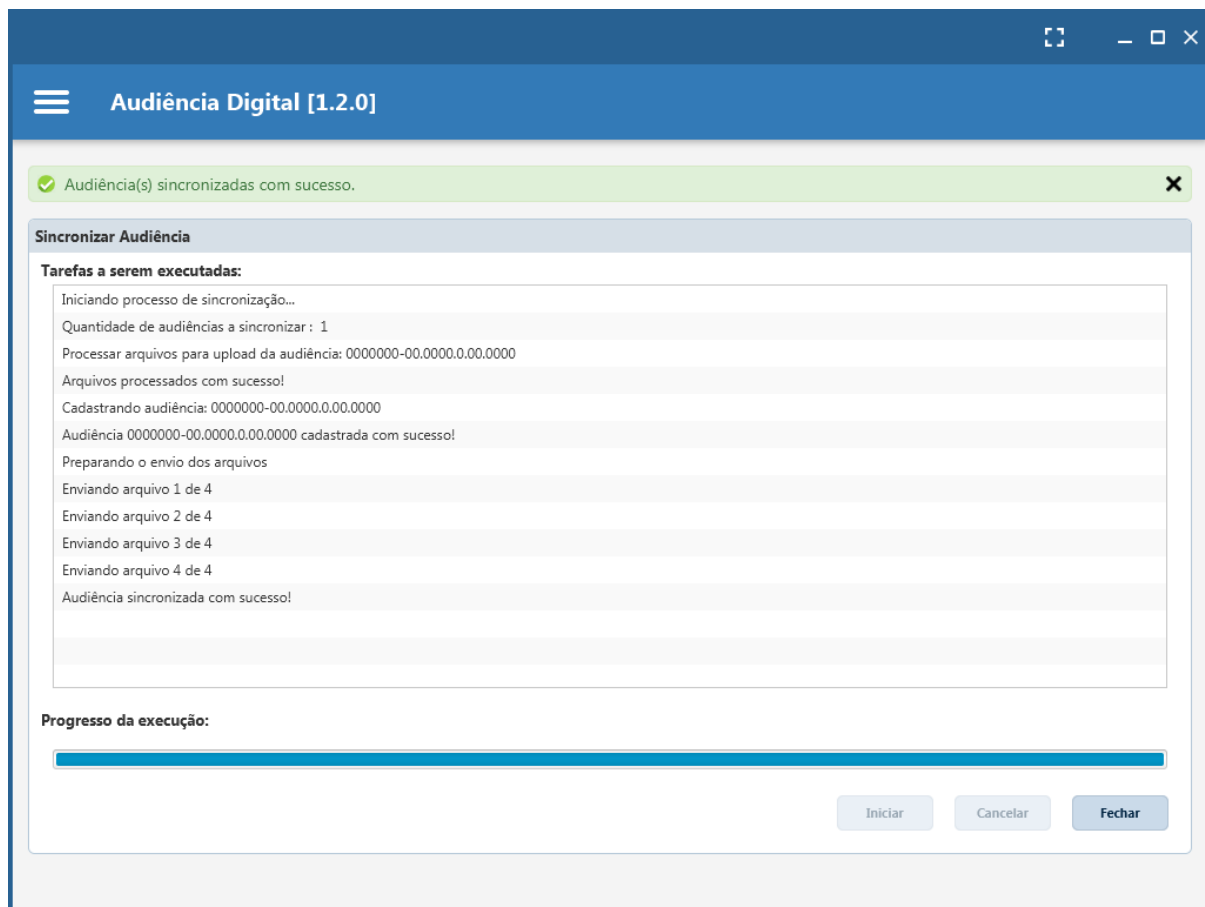 Audiência Digital [1.2.0]
Audiência(s) sincronizadas com sucesso.
Sincronizar Audiência
Tarefas a serem executadas:
Iniciando processo de sincronização...
Quantidade de audiências a sincronizar : 1
Processar arquivos para upload da audiência: 0000000-00.0000.0.00.0000
Arquivos processados com sucesso!
Cadastrando audiência: 0000000-00.0000.0.00.0000
Audiência 0000000-00.0000.0.00.0000 cadastrada com sucesso!
Preparando o envio dos arquivos
Enviando arquivo 1 de 4
Enviando arquivo 2 de 4
Enviando arquivo 3 de 4
Enviando arquivo 4 de 4
Audiência sincronizada com sucesso!
Progresso da execução:
Iniciar Cancelar Fechar